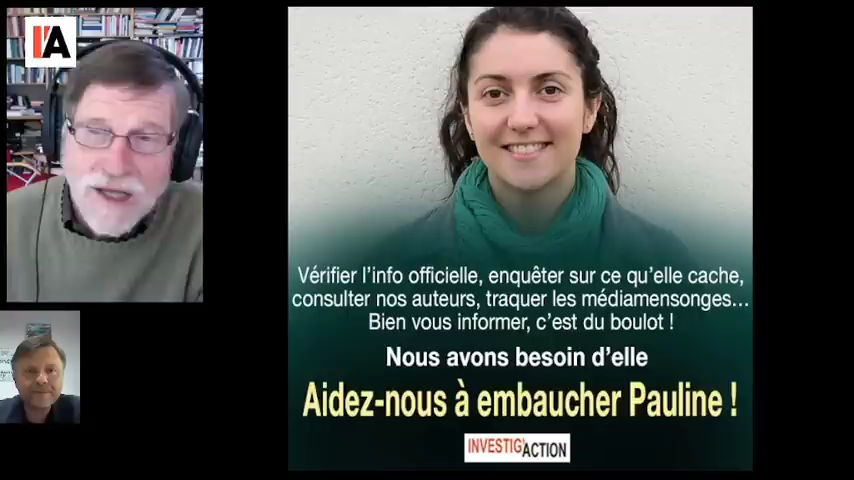 I'A
Vérifier l'info officielle, enquêter sur ce qu'elle cache,
consulter nos auteurs, traquer les médiamensonges...
Bien vous informer, c'est du boulot !
Nous avons besoin d'elle
Aidez-nous à embaucher Pauline !
INVESTIG'ACTION